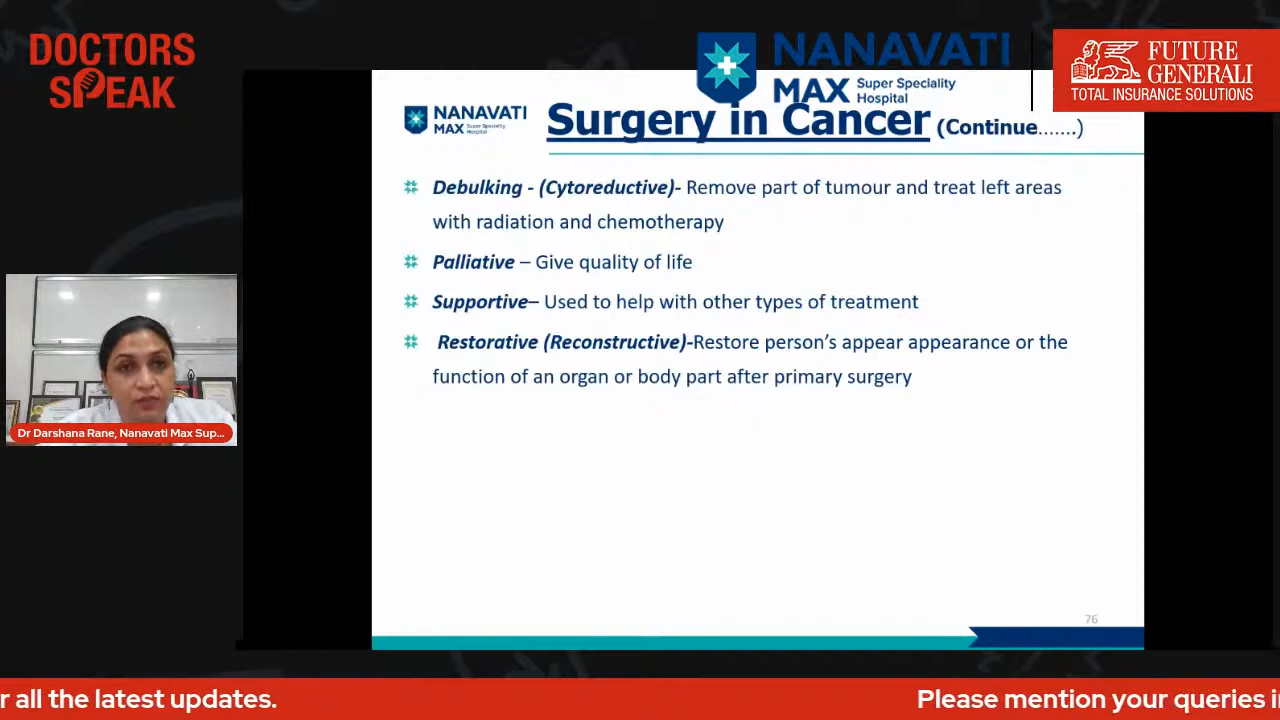 DOCTORS
SPEAK
NANAVATI
MAX Super Speciality
Hospital
FUTURE
GENERALI
TOTAL INSURANCE SOLUTIONS
NANAVATI
MAX Super Speciality
Hospital
Surgery in Cancer (Continue…….)
Debulking - (Cytoreductive)- Remove part of tumour and treat left areas
with radiation and chemotherapy
Palliative – Give quality of life
Supportive– Used to help with other types of treatment
Restorative (Reconstructive)-Restore person’s appear appearance or the
function of an organ or body part after primary surgery
Dr Darshana Rane, Nanavati Max Sup...
76
r all the latest updates.
Please mention your queries i